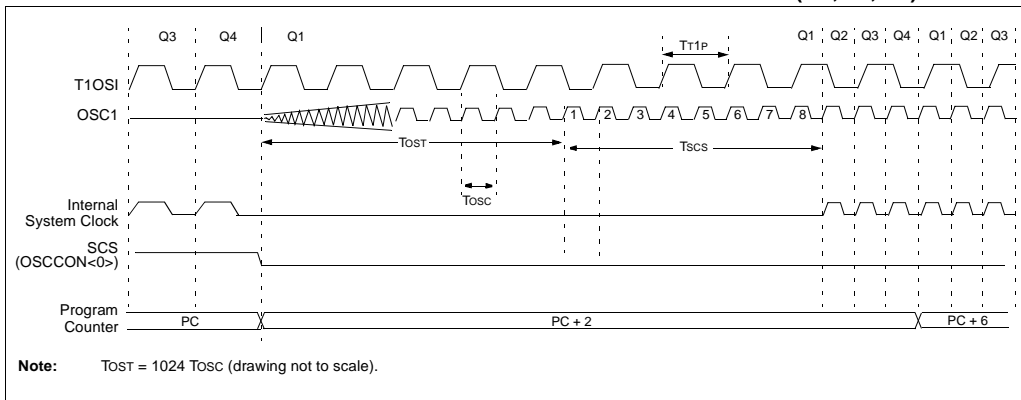 Q3 Q4 Q1 Q1 Q2 Q3 Q4 Q1 Q2 Q3
TT1P
T1OSI
OSC1
1 2 3 4 5 6 7 8
TOST
TSCS
TOSC
Internal
System Clock
SCS
(OSCCON<0>)
Program
Counter
PC
PC + 2
PC + 6
Note: TOST = 1024 TOSC (drawing not to scale).